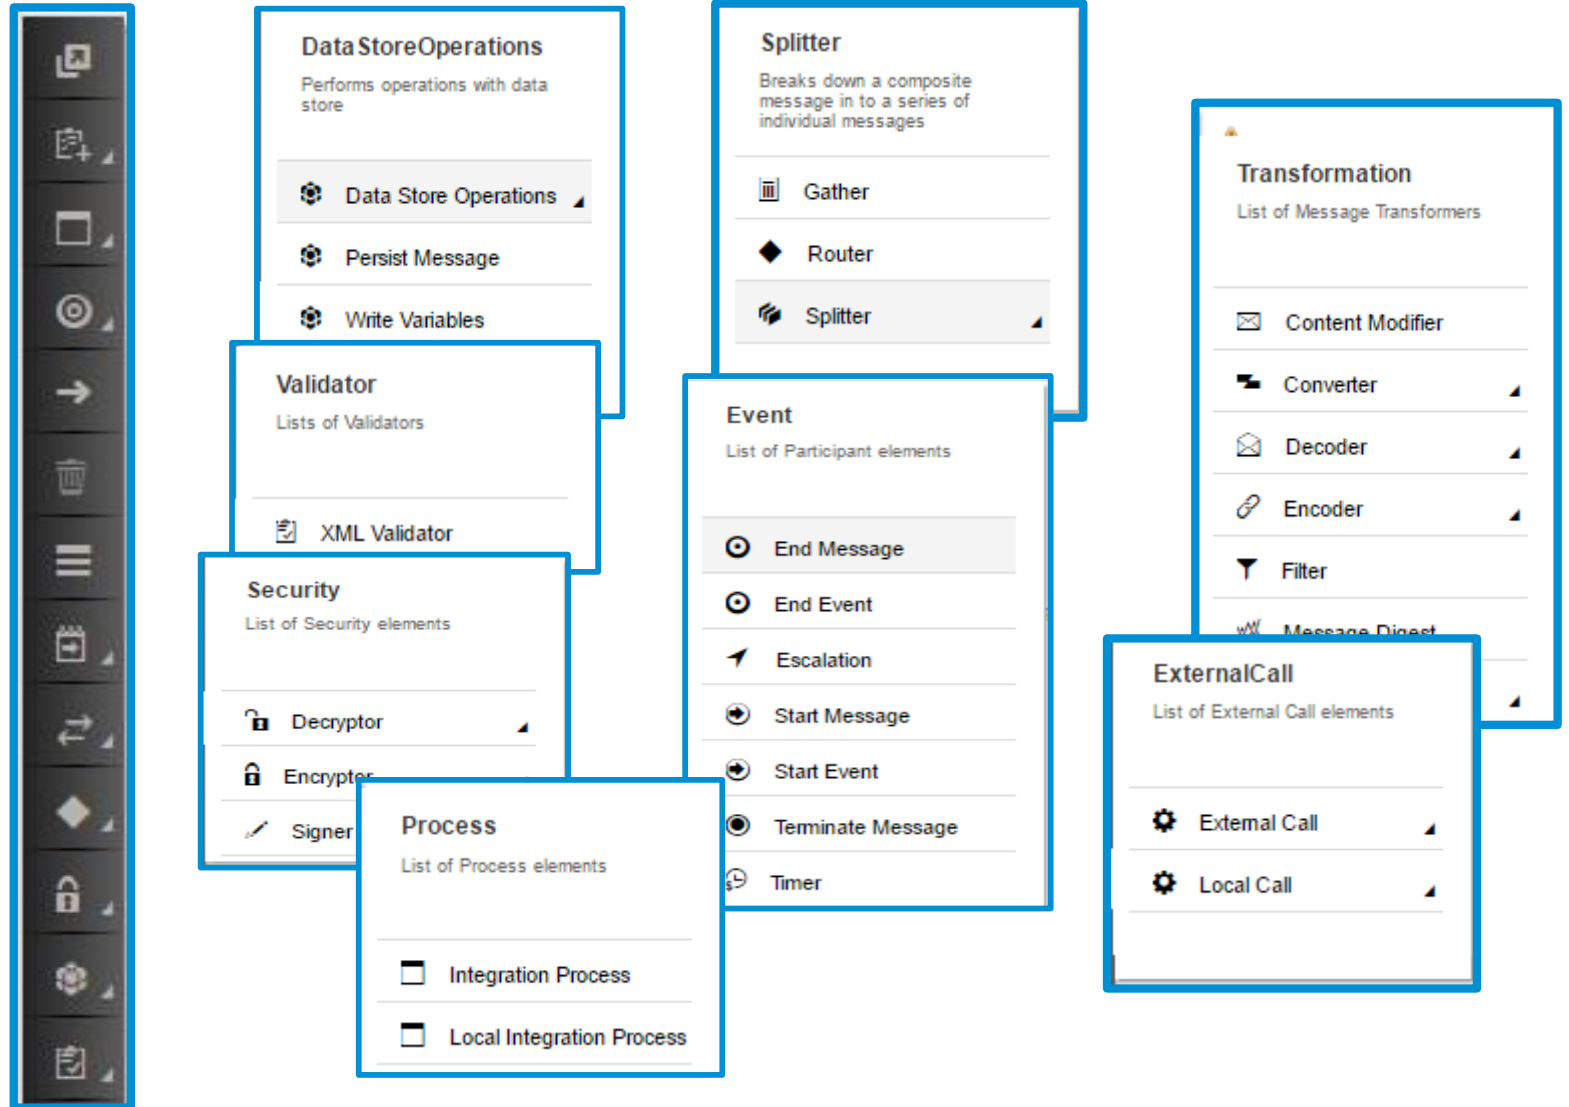 DataStoreOperations
Performs operations with data
store
Data Store Operations
Persist Message
Write Variables
Validator
Lists of Validators
XML Validator
Security
List of Security elements
Decryptor
Encryptor
Signer
Process
List of Process elements
Integration Process
Local Integration Process
Splitter
Breaks down a composite
message in to a series of
individual messages
Gather
Router
Splitter
Event
List of Participant elements
End Message
End Event
Escalation
Start Message
Start Event
Terminate Message
Timer
Transformation
List of Message Transformers
Content Modifier
Converter
Decoder
Encoder
Filter
Message Digest
ExternalCall
List of External Call elements
External Call
Local Call